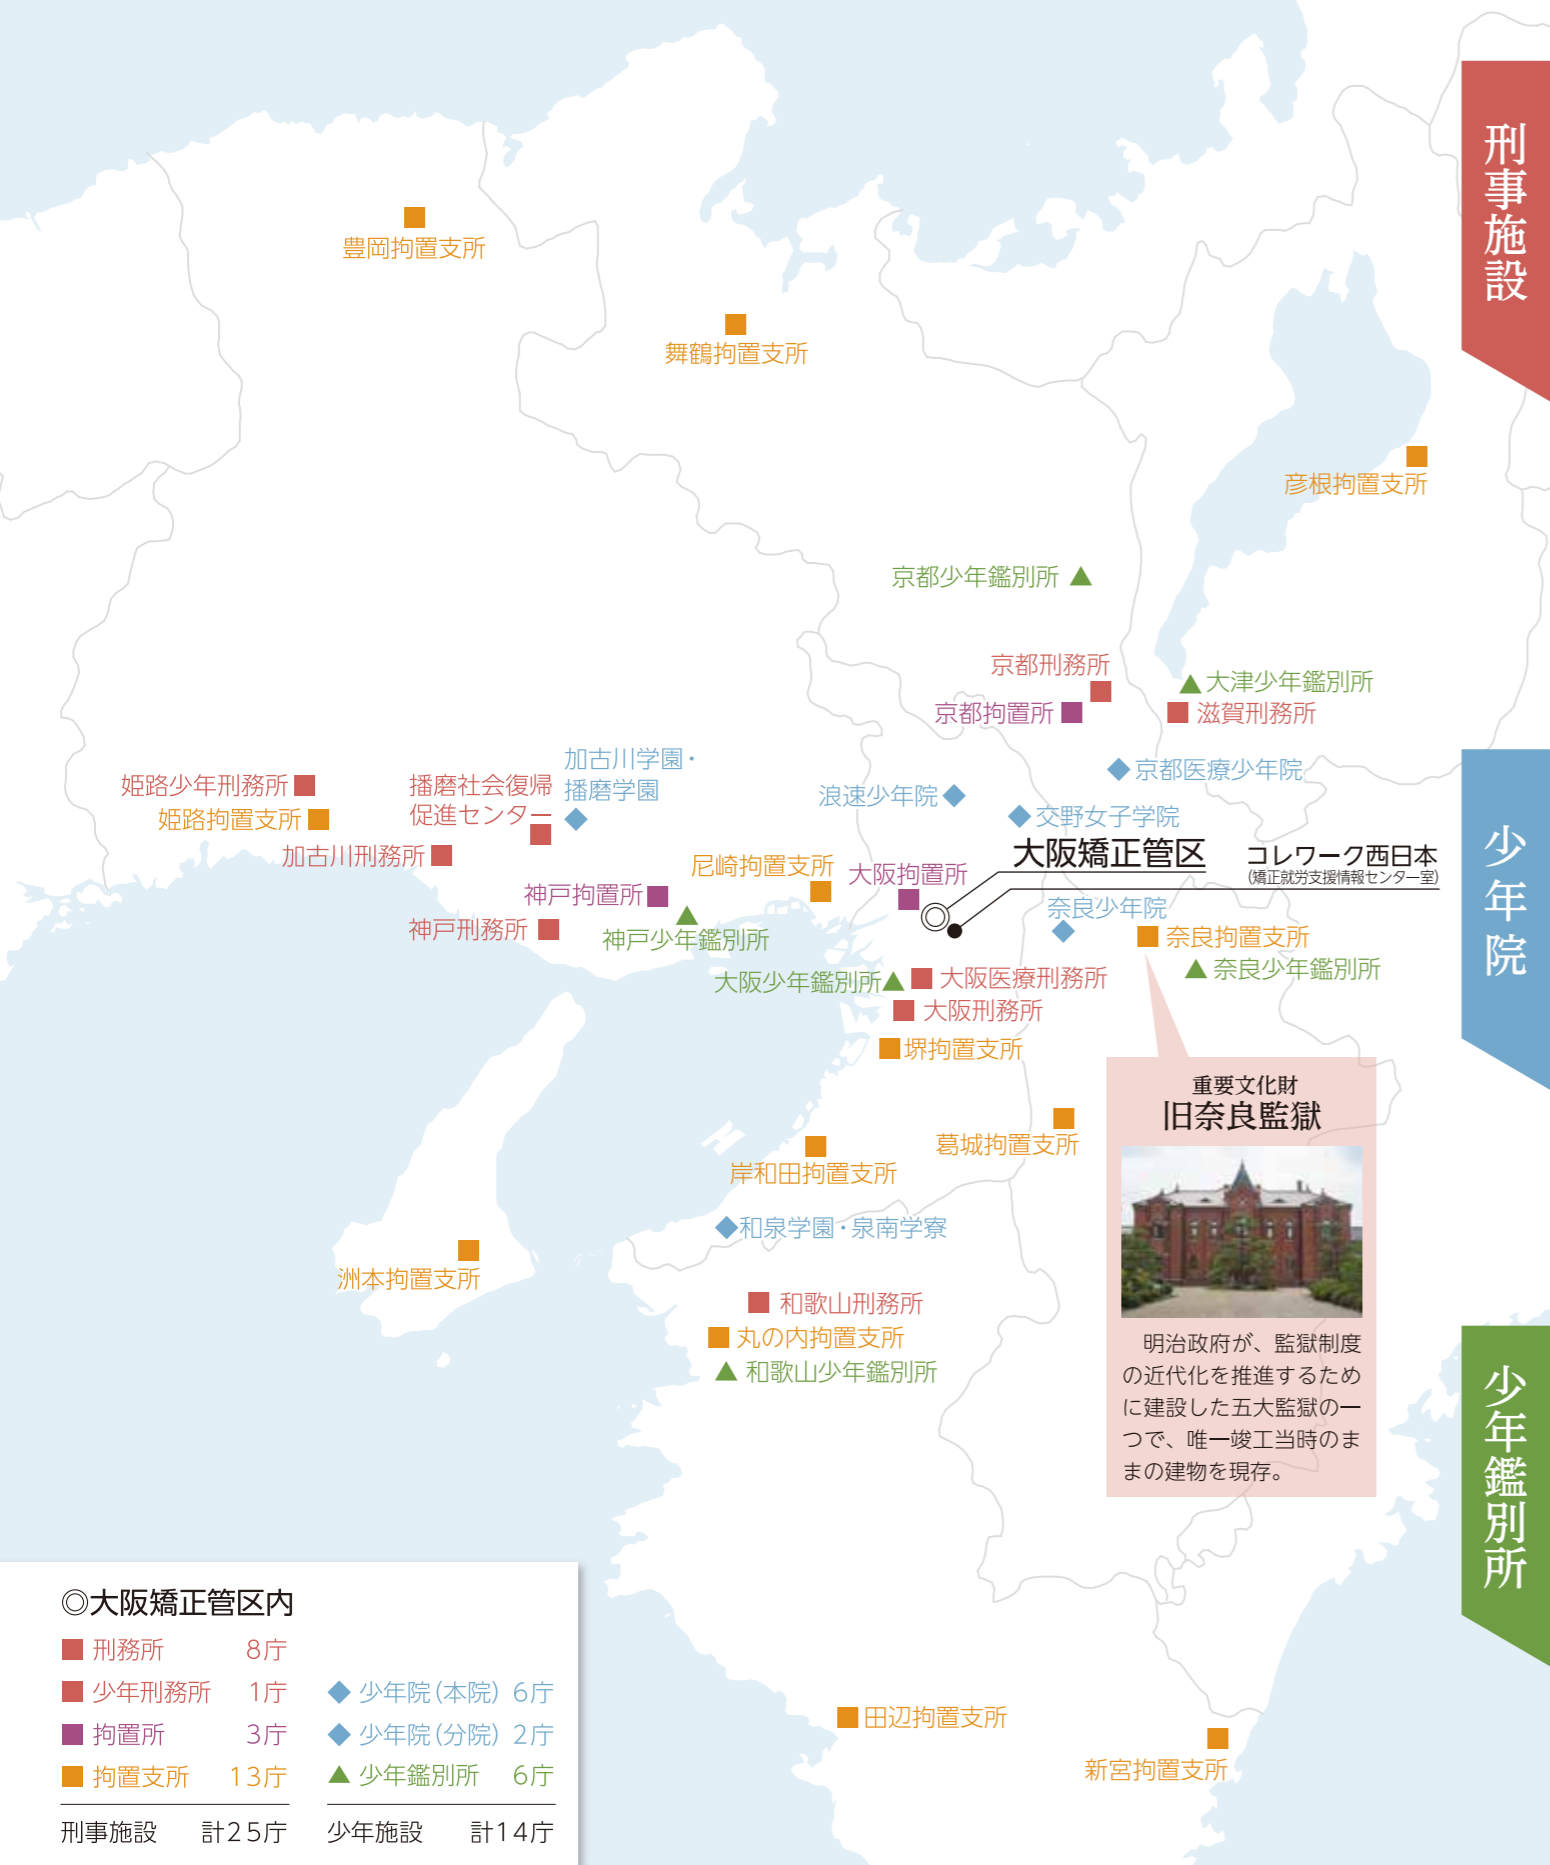 刑事施設
豊岡拘置支所
舞鶴拘置支所
彦根拘置支所
京都少年鑑別所
京都刑務所
大津少年鑑別所
京都拘置所
滋賀刑務所
加古川学園・
播磨学園
京都医療少年院
姫路少年刑務所
播磨社会復帰
促進センター
浪速少年院
姫路拘置支所
交野女子学院
少年院
加古川刑務所
大阪矯正管区
コレワーク西日本
(矯正就労支援情報センター室)
尼崎拘置支所
大阪拘置所
神戸拘置所
奈良少年院
神戸刑務所
神戸少年鑑別所
奈良拘置支所
奈良少年鑑別所
大阪少年鑑別所
大阪医療刑務所
大阪刑務所
堺拘置支所
重要文化財
旧奈良監獄
明治政府が、監獄制度
の近代化を推進するため
に建設した五大監獄の一
つで、唯一竣工当時のま
まの建物を現存。
葛城拘置支所
岸和田拘置支所
和泉学園・泉南学寮
洲本拘置支所
和歌山刑務所
丸の内拘置支所
和歌山少年鑑別所
少年鑑別所
田辺拘置支所
新宮拘置支所
◎大阪矯正管区内
刑務所 8庁
少年刑務所 1庁
拘置所 3庁
拘置支所 13庁
刑事施設 計25庁
少年院(本院) 6庁
少年院(分院) 2庁
少年鑑別所 6庁
少年施設 計14庁